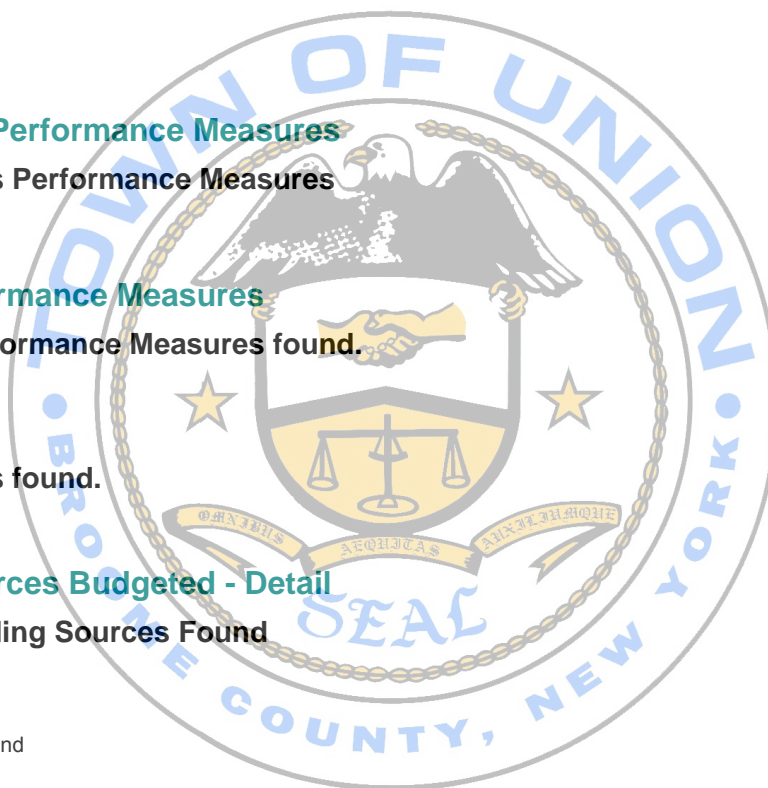 TOWN OF UNION
Performance Measures
s Performance Measures
rmance Measures
formance Measures found.
s found.
OMNIBUS AEQUITAS AUXILIUMQUE
rces Budgeted - Detail
SEAL
ding Sources Found
BROOME COUNTY, NEW YORK
nd